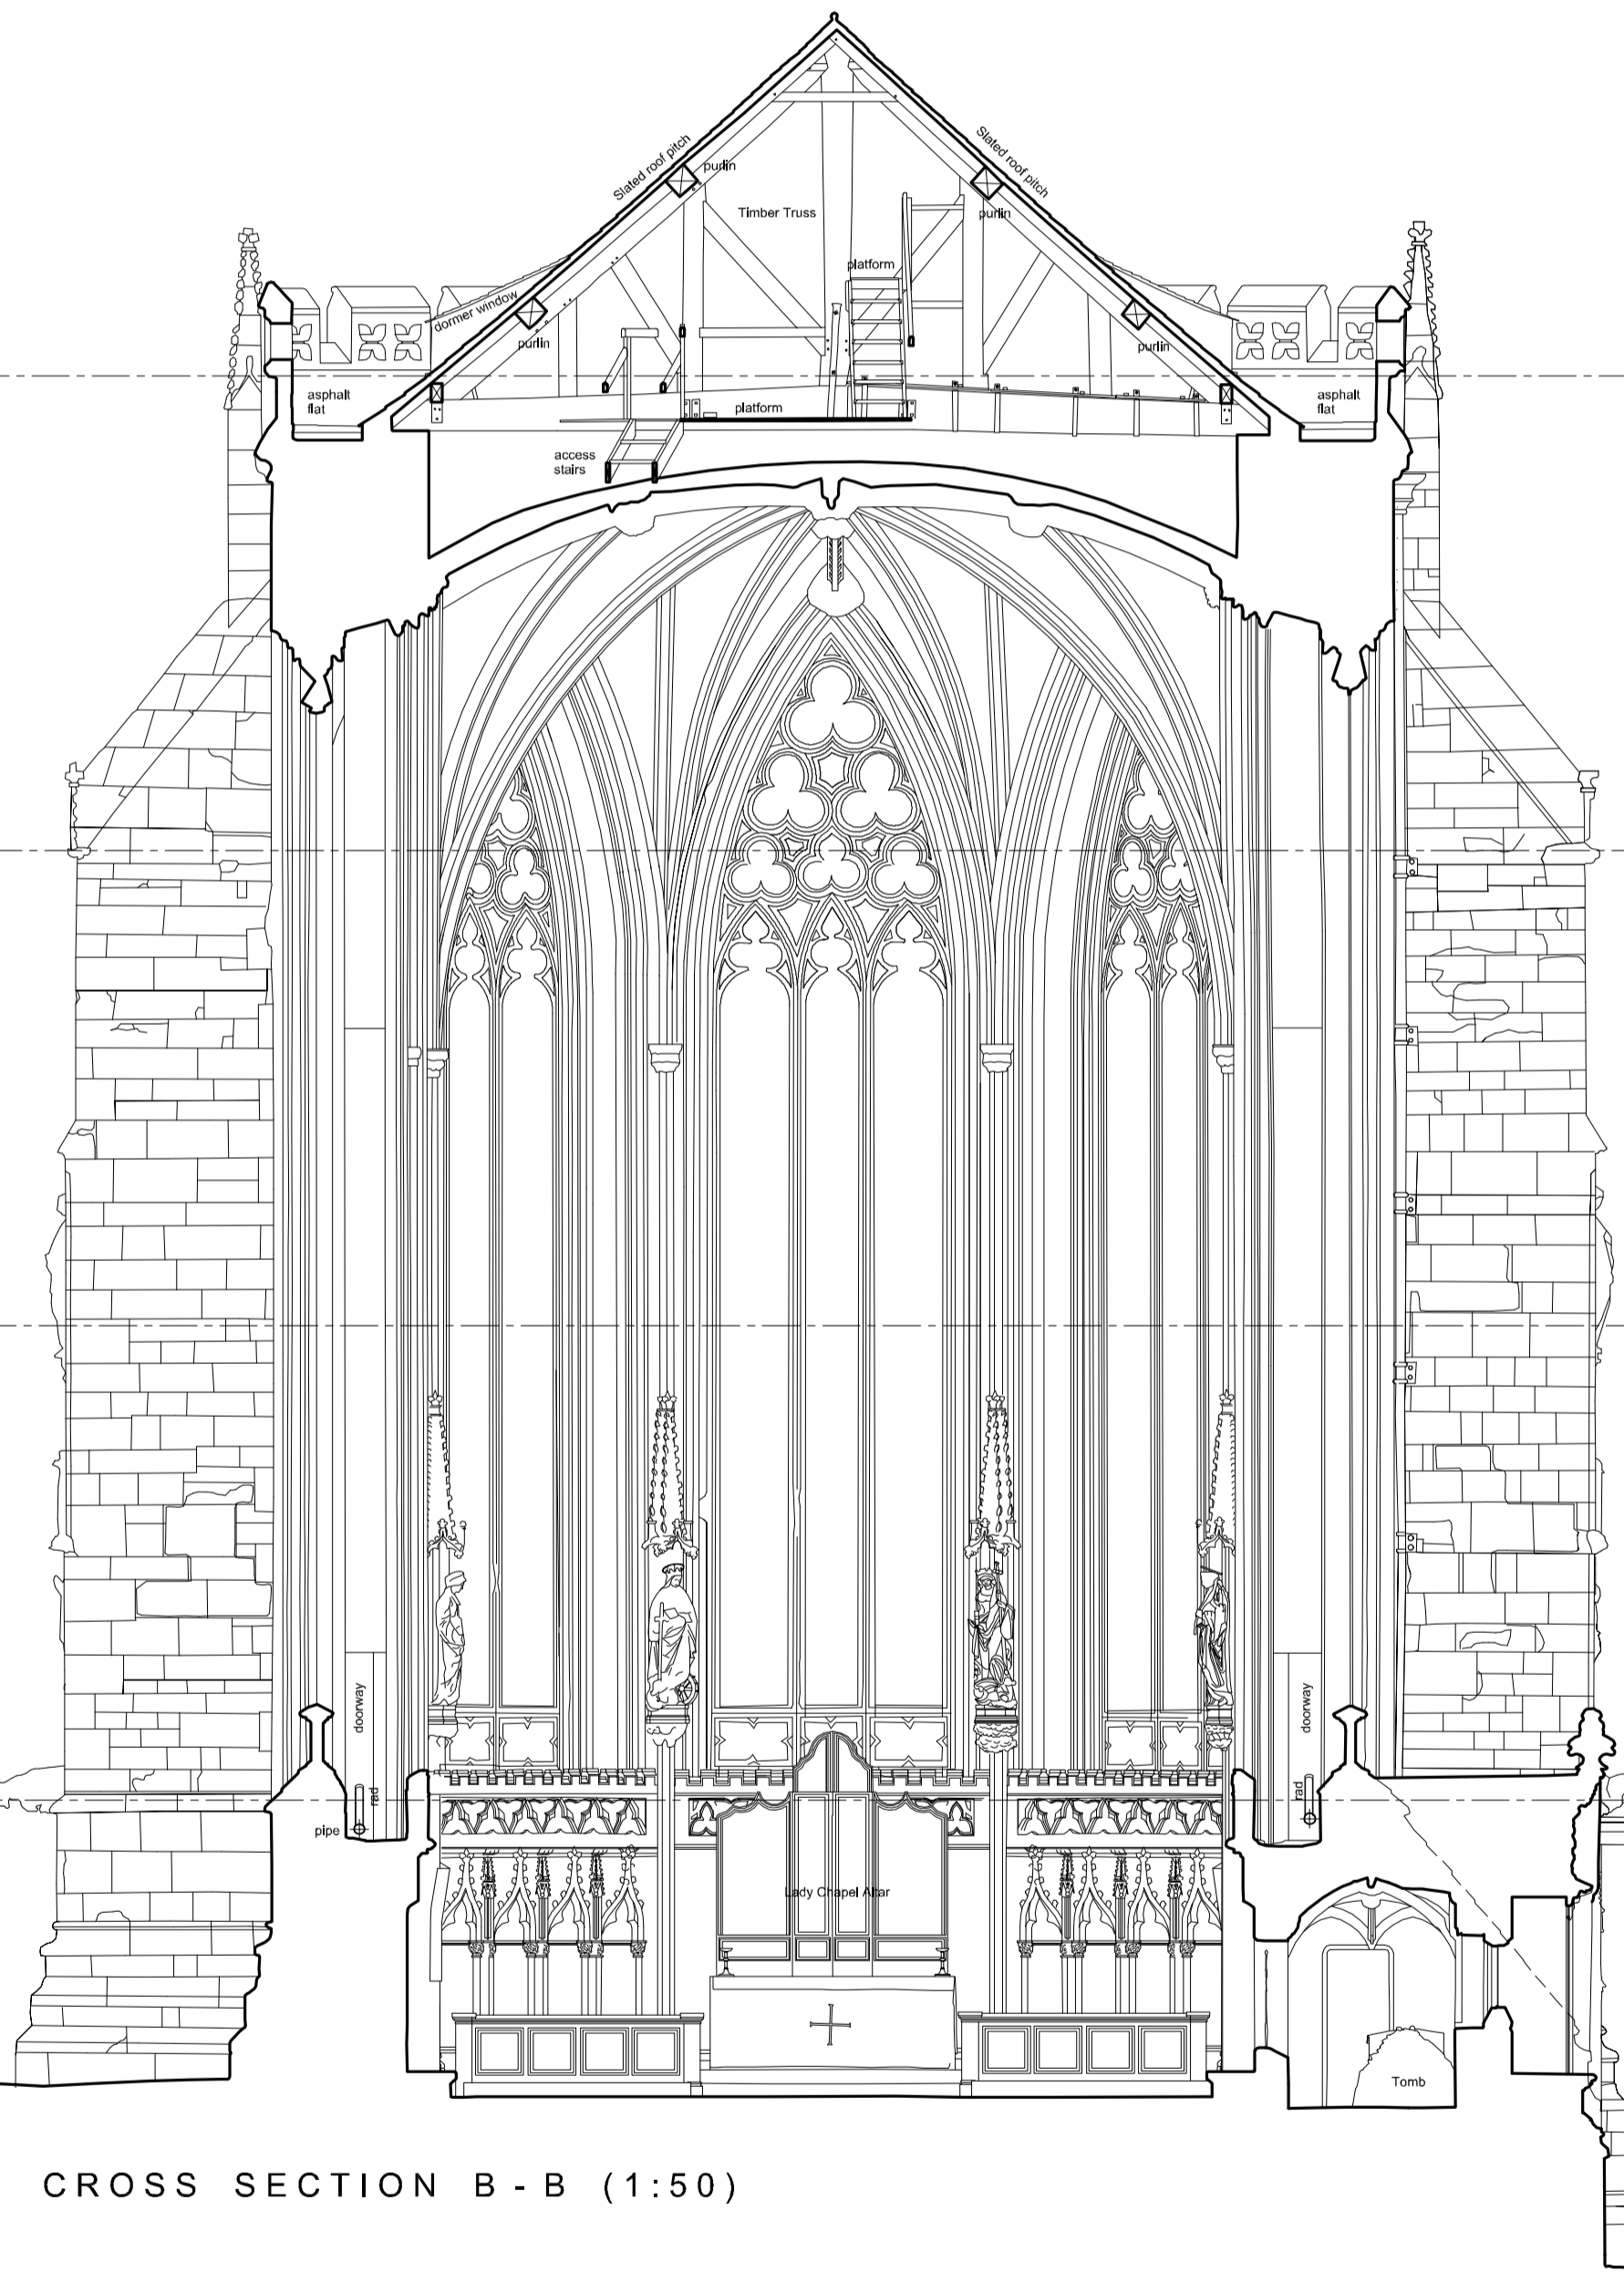 Slated roof pitch
Slated roof pitch
purlin
Timber Truss
purlin
platform
dormer window
purlin
purlin
asphalt
flat
platform
asphalt
flat
access
stairs
doorway
doorway
rad
rad
pipe
Lady Chapel Altar
Tomb
CROSS SECTION B - B (1:50)